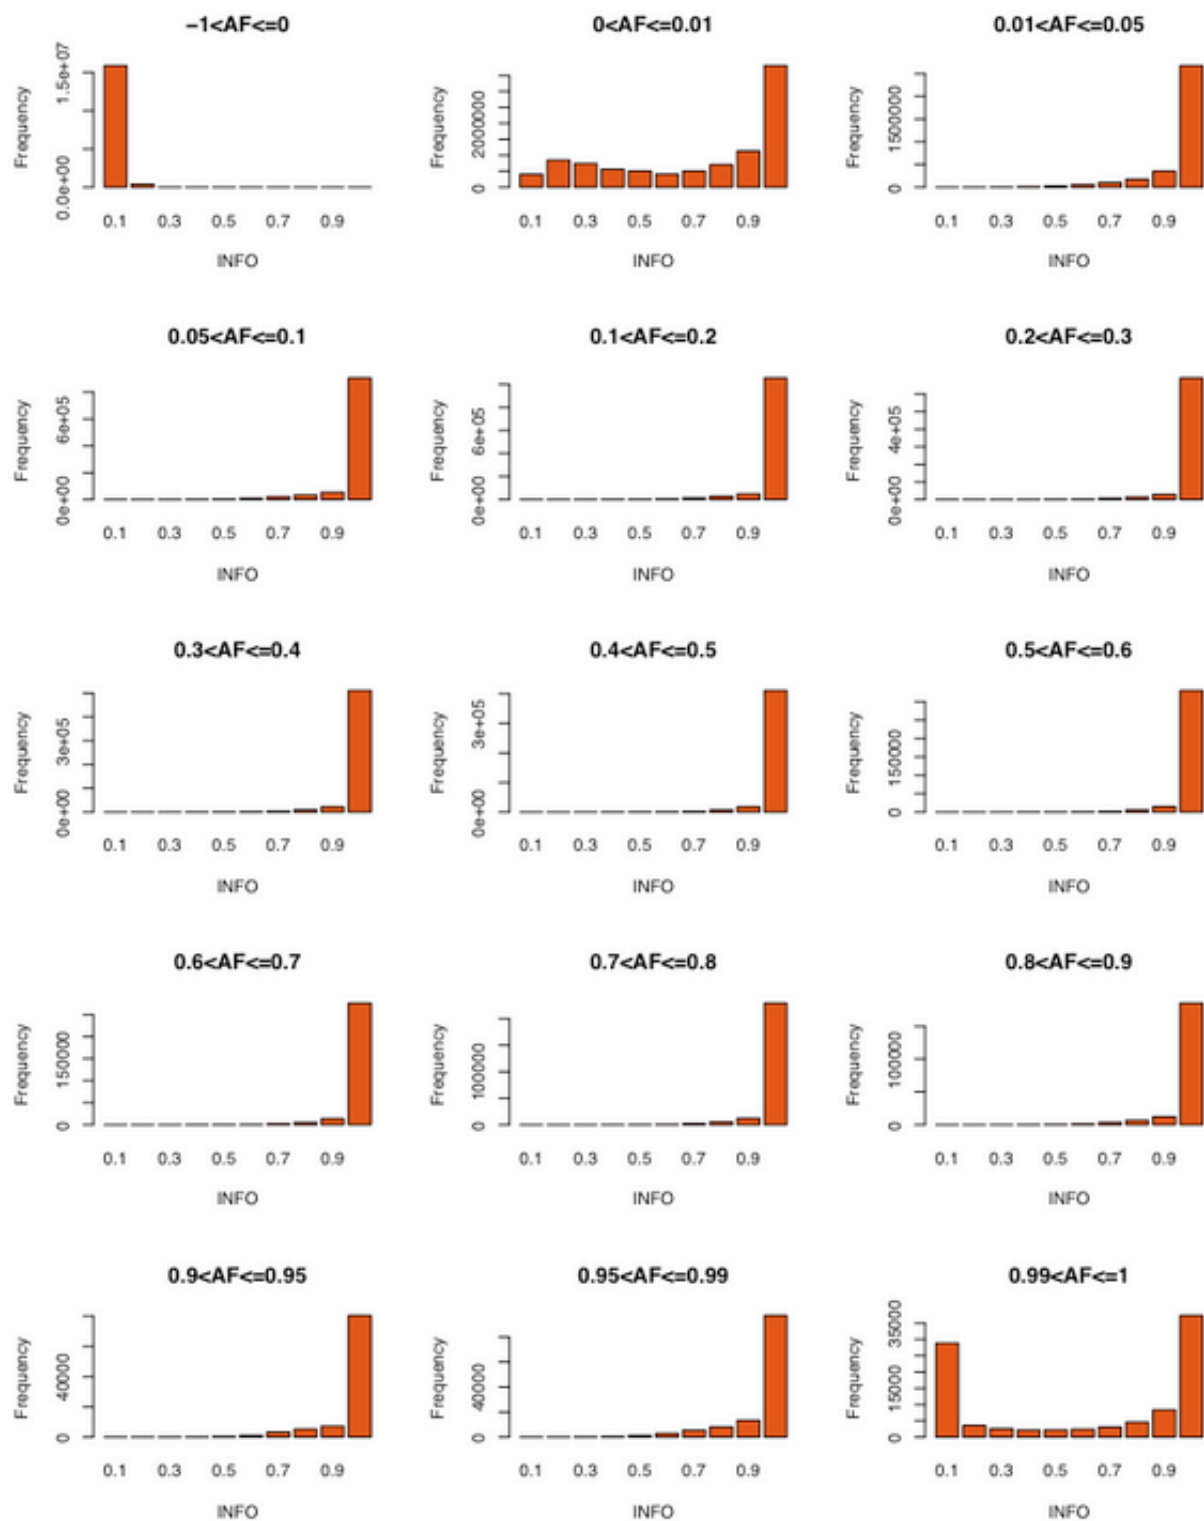 −1<AF<=0
0<AF<=0.01
0.01<AF<=0.05
Frequency
0.0e+00
1.5e+07
0.1 0.3 0.5 0.7 0.9
INFO
Frequency
0
2000000
0.1 0.3 0.5 0.7 0.9
INFO
Frequency
0
1500000
0.1 0.3 0.5 0.7 0.9
INFO
0.05<AF<=0.1
0.1<AF<=0.2
0.2<AF<=0.3
Frequency
0e+00
6e+05
0.1 0.3 0.5 0.7 0.9
INFO
Frequency
0e+00
6e+05
0.1 0.3 0.5 0.7 0.9
INFO
Frequency
0e+00
4e+05
0.1 0.3 0.5 0.7 0.9
INFO
0.3<AF<=0.4
0.4<AF<=0.5
0.5<AF<=0.6
Frequency
0e+00
3e+05
0.1 0.3 0.5 0.7 0.9
INFO
Frequency
0e+00
3e+05
0.1 0.3 0.5 0.7 0.9
INFO
Frequency
0
150000
0.1 0.3 0.5 0.7 0.9
INFO
0.6<AF<=0.7
0.7<AF<=0.8
0.8<AF<=0.9
Frequency
0
150000
0.1 0.3 0.5 0.7 0.9
INFO
Frequency
0
100000
0.1 0.3 0.5 0.7 0.9
INFO
Frequency
0
100000
0.1 0.3 0.5 0.7 0.9
INFO
0.9<AF<=0.95
0.95<AF<=0.99
0.99<AF<=1
Frequency
0
40000
0.1 0.3 0.5 0.7 0.9
INFO
Frequency
0
40000
0.1 0.3 0.5 0.7 0.9
INFO
Frequency
0
15000
35000
0.1 0.3 0.5 0.7 0.9
INFO